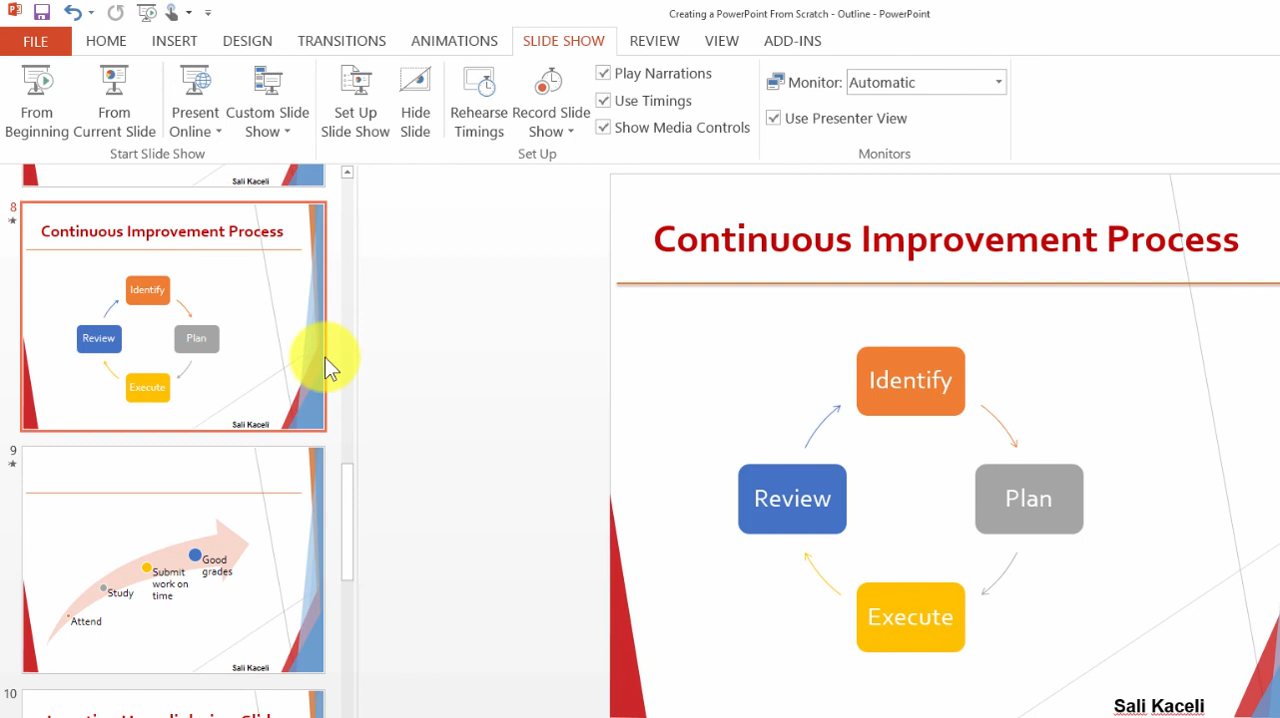 Creating a PowerPoint From Scratch - Outline - PowerPoint
FILE HOME INSERT DESIGN TRANSITIONS ANIMATIONS SLIDE SHOW REVIEW VIEW ADD-INS
From Beginning
From Current Slide
Present Online
Custom Slide Show
Start Slide Show
Set Up Slide Show
Hide Slide
Rehearse Timings
Record Slide Show
Play Narrations
Use Timings
Show Media Controls
Set Up
Monitor: Automatic
Use Presenter View
Monitors
Sali Kaceli
8
Continuous Improvement Process
Identify
Review
Plan
Execute
Sali Kaceli
9
Good
grades
Submit
work on
time
Study
Attend
Sali Kaceli
10
Continuous Improvement Process
Identify
Review
Plan
Execute
Sali Kaceli